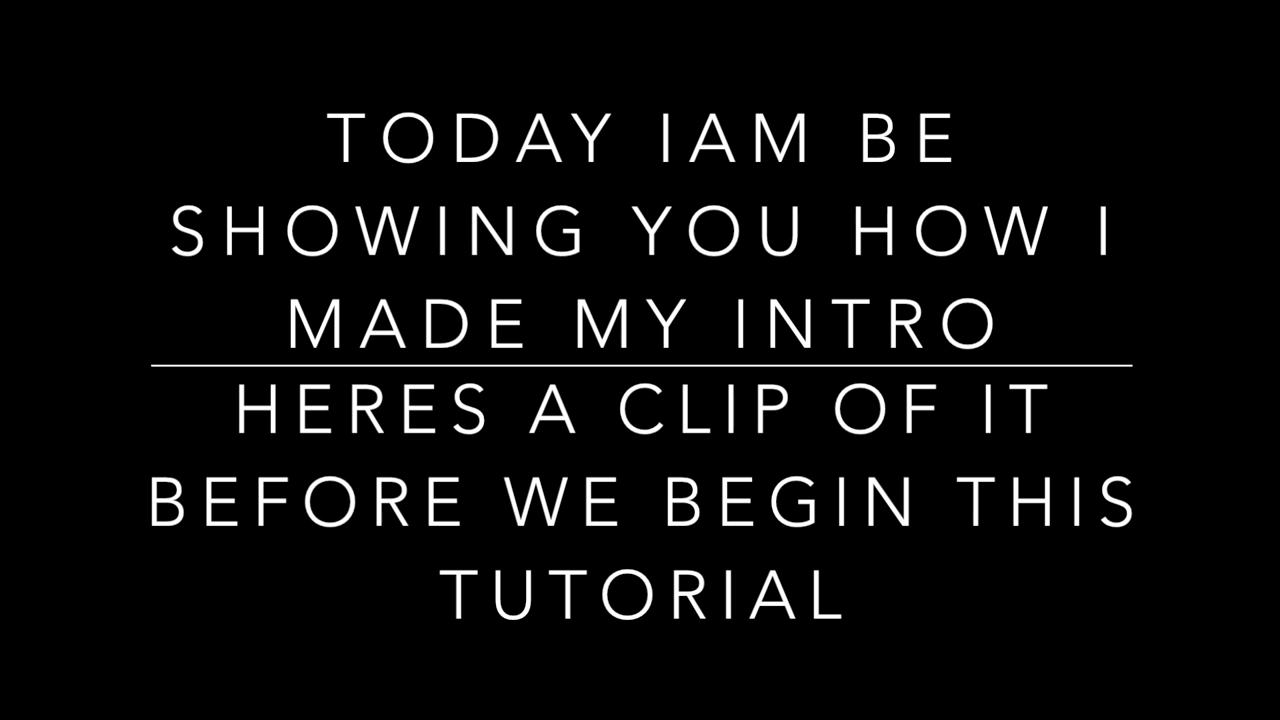 TODAY IAM BE
SHOWING YOU HOW I
MADE MY INTRO
HERES A CLIP OF IT
BEFORE WE BEGIN THIS
TUTORIAL